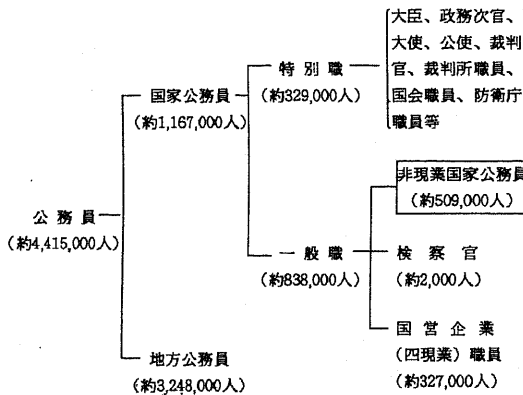 公務員
(約4,415,000人)
国家公務員
(約1,167,000人)
特別職
(約329,000人)
大臣、政務次官、
大使、公使、裁判
官、裁判所職員、
国会職員、防衛庁
職員等
一般職
(約838,000人)
非現業国家公務員
(約509,000人)
検察官
(約2,000人)
国営企業
(四現業)職員
(約327,000人)
地方公務員
(約3,248,000人)